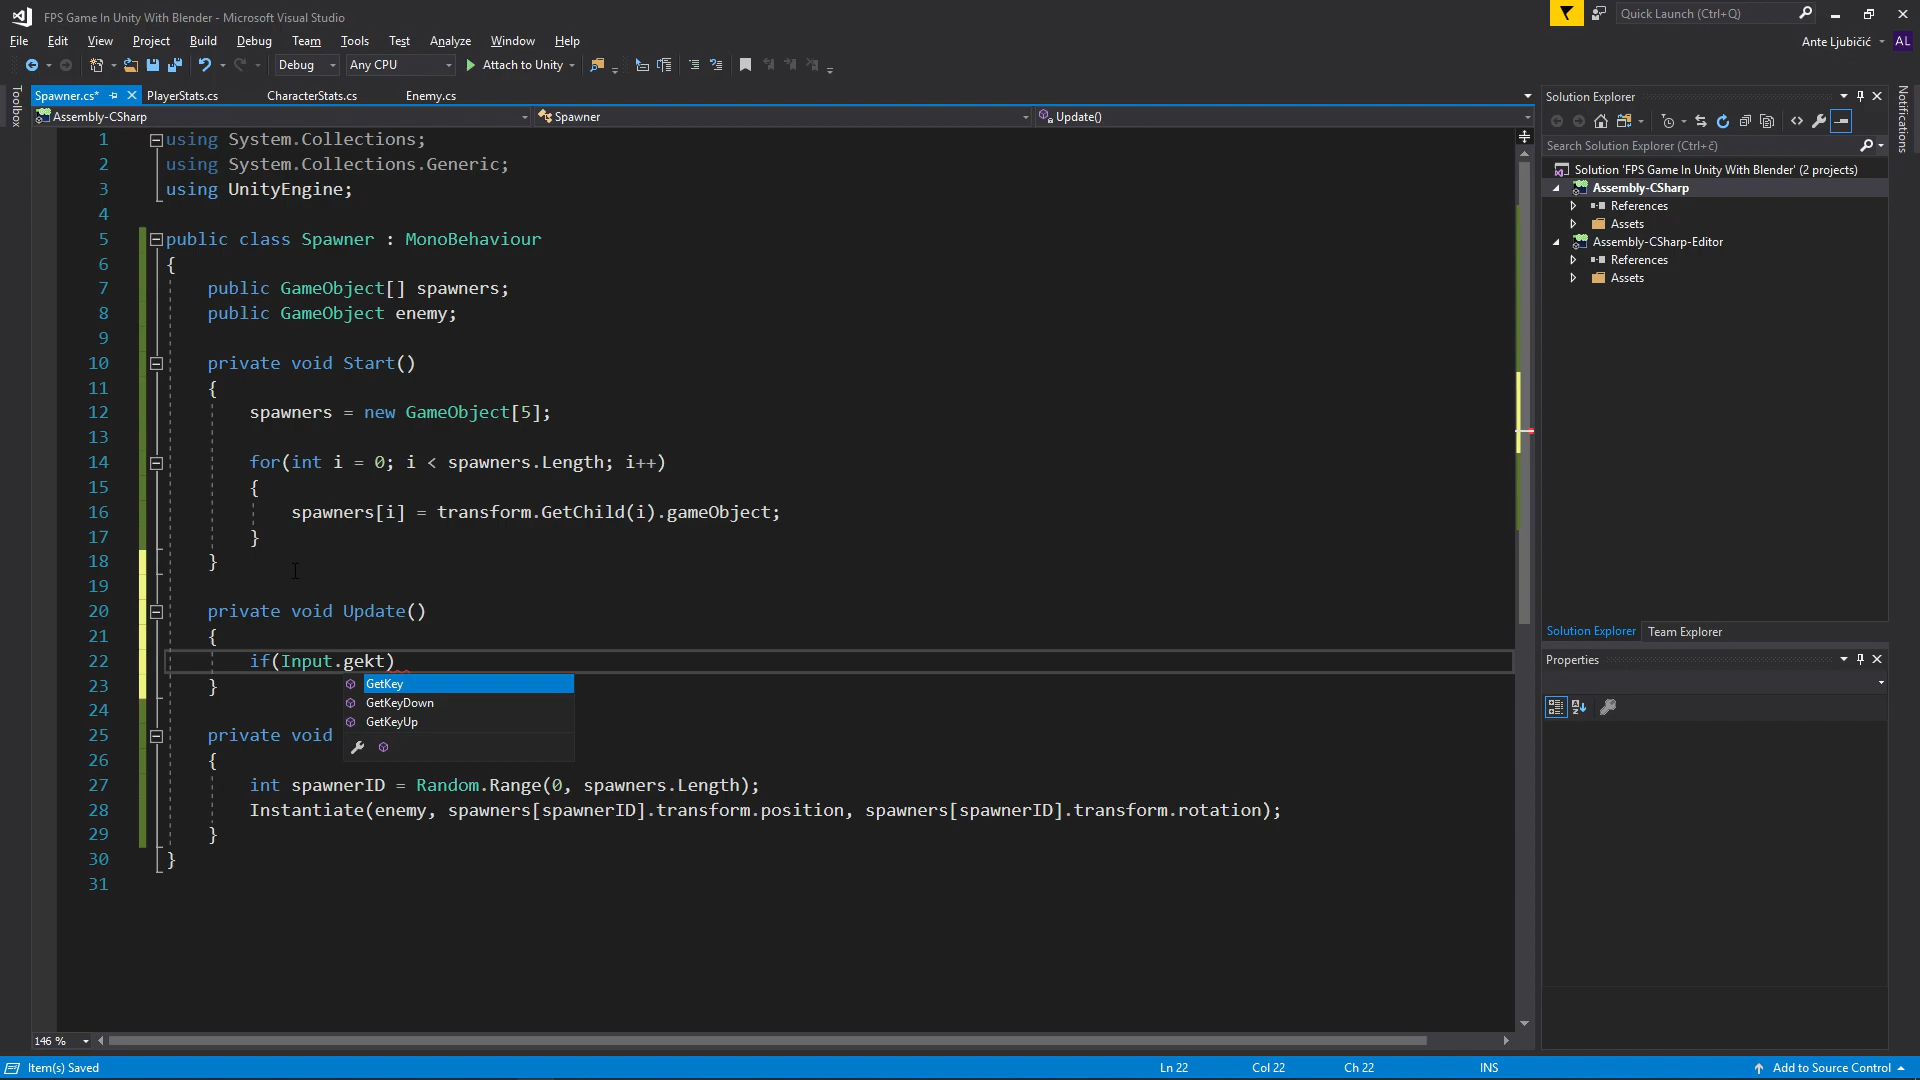 FPS Game In Unity With Blender - Microsoft Visual Studio
Quick Launch (Ctrl+Q)
File Edit View Project Build Debug Team Tools Test Analyze Window Help
Ante Ljubičić AL
Debug Any CPU Attach to Unity
Toolbox
Spawner.cs* PlayerStats.cs CharacterStats.cs Enemy.cs
Assembly-CSharp Spawner Update()
1 using System.Collections;
2 using System.Collections.Generic;
3 using UnityEngine;
4
5 public class Spawner : MonoBehaviour
6 {
7 public GameObject[] spawners;
8 public GameObject enemy;
9
10 private void Start()
11 {
12 spawners = new GameObject[5];
13
14 for(int i = 0; i < spawners.Length; i++)
15 {
16 spawners[i] = transform.GetChild(i).gameObject;
17 }
18 }
19
20 private void Update()
21 {
22 if(Input.gekt)
GetKey
23 }
GetKeyDown
24
GetKeyUp
25 private void
26 {
27 int spawnerID = Random.Range(0, spawners.Length);
28 Instantiate(enemy, spawners[spawnerID].transform.position, spawners[spawnerID].transform.rotation);
29 }
30 }
31
146 %
Solution Explorer
Search Solution Explorer (Ctrl+č)
Solution 'FPS Game In Unity With Blender' (2 projects)
Assembly-CSharp
References
Assets
Assembly-CSharp-Editor
References
Assets
Solution Explorer Team Explorer
Properties
Notifications
Item(s) Saved Ln 22 Col 22 Ch 22 INS Add to Source Control